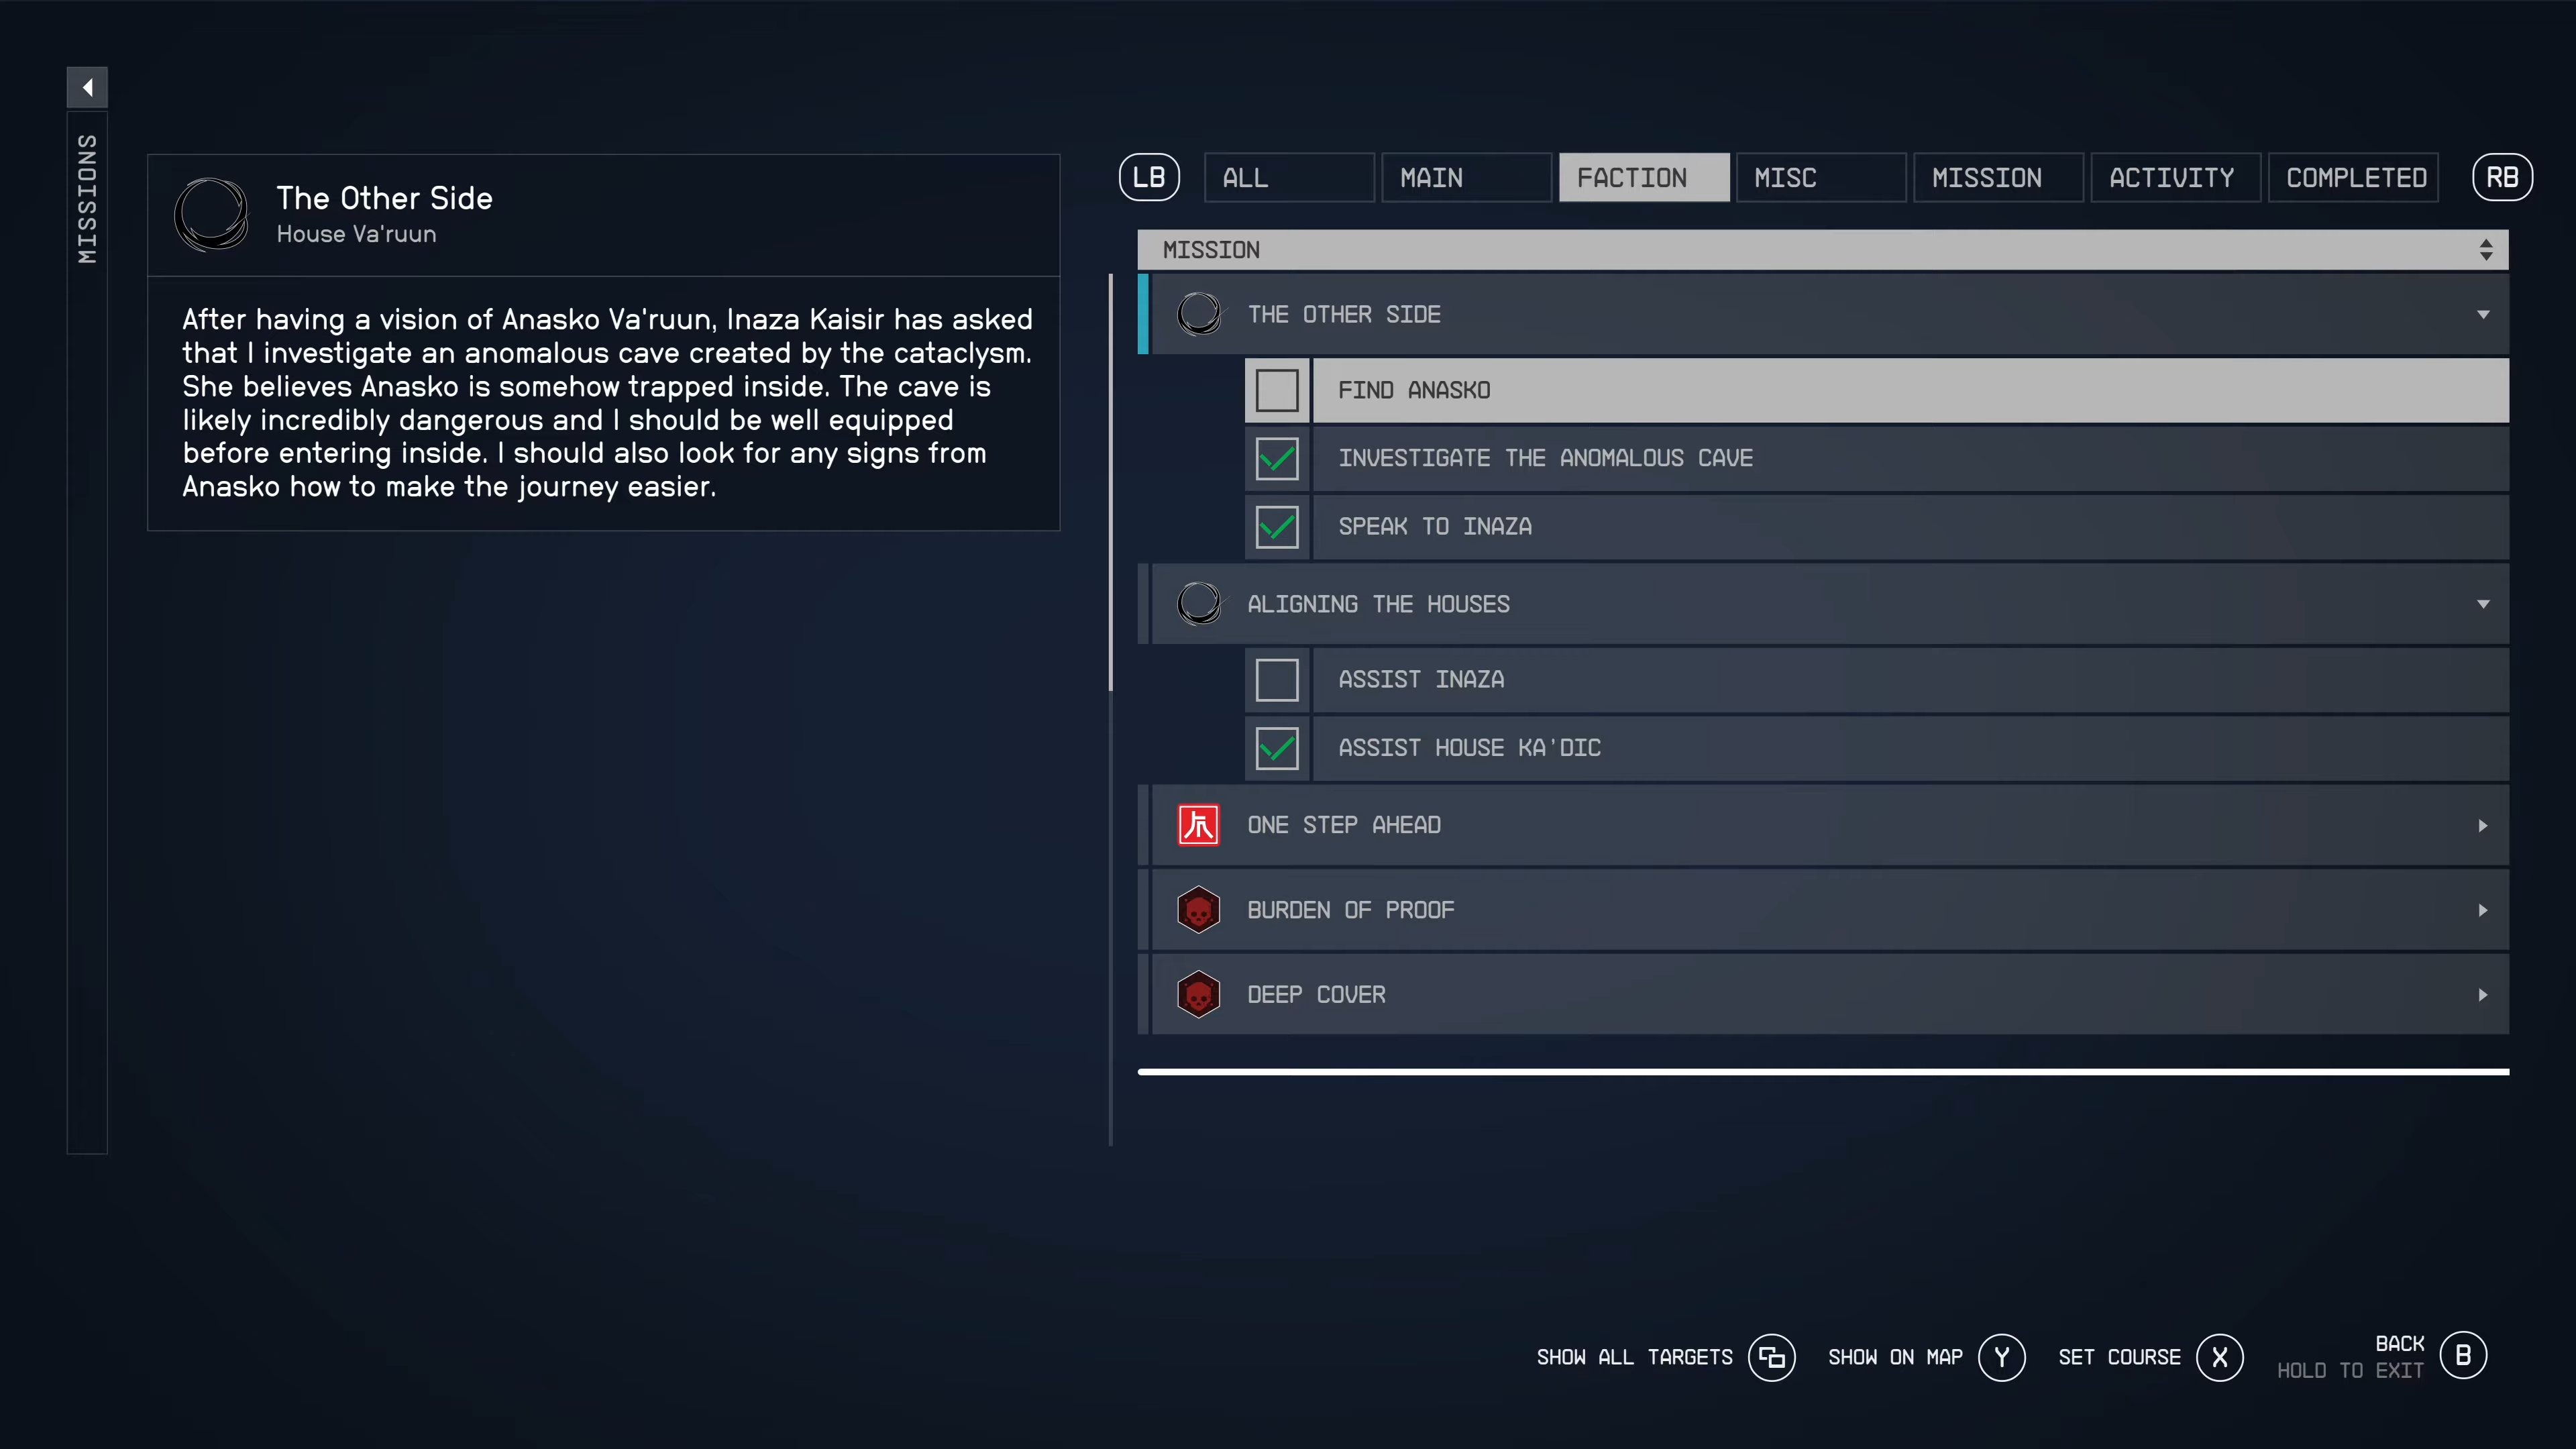 MISSIONS
The Other Side
House Va'ruun
After having a vision of Anasko Va'ruun, Inaza Kaisir has asked
that I investigate an anomalous cave created by the cataclysm.
She believes Anasko is somehow trapped inside. The cave is
likely incredibly dangerous and I should be well equipped
before entering inside. I should also look for any signs from
Anasko how to make the journey easier.
LB ALL MAIN FACTION MISC MISSION ACTIVITY COMPLETED RB
MISSION
THE OTHER SIDE
FIND ANASKO
INVESTIGATE THE ANOMALOUS CAVE
SPEAK TO INAZA
ALIGNING THE HOUSES
ASSIST INAZA
ASSIST HOUSE KA'DIC
ONE STEP AHEAD
BURDEN OF PROOF
DEEP COVER
SHOW ALL TARGETS SHOW ON MAP Y SET COURSE X BACK B
HOLD TO EXIT